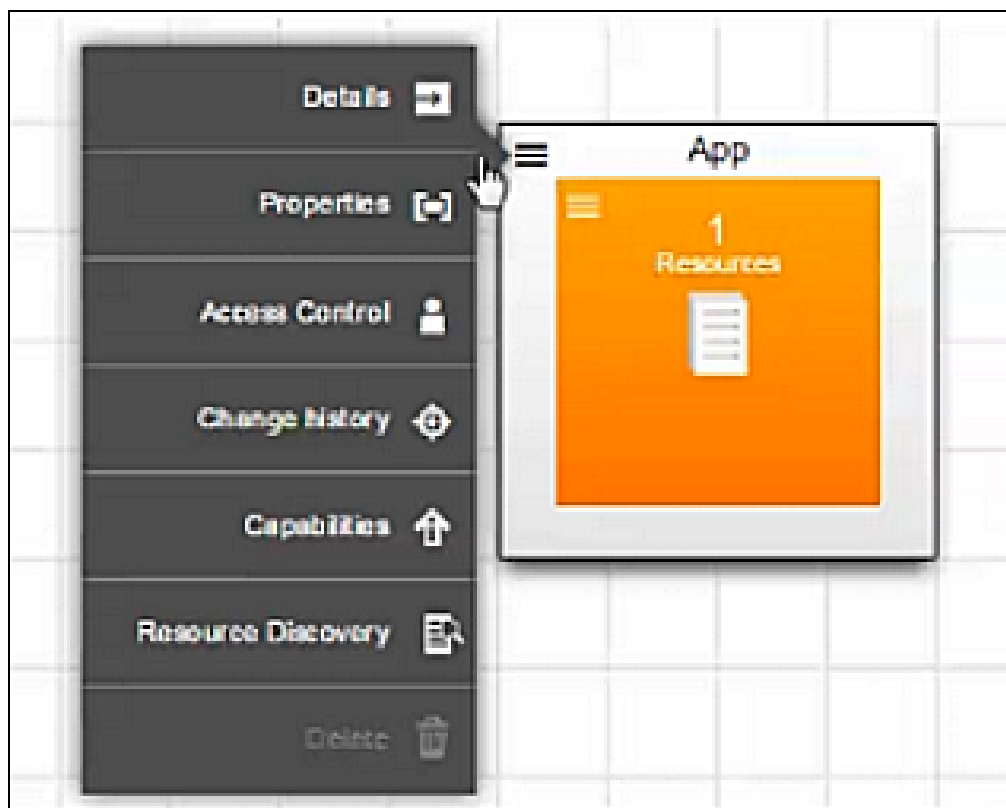 Details
Properties
Access Control
Change history
Capabilities
Resource Discovery
Delete
App
1
Resources